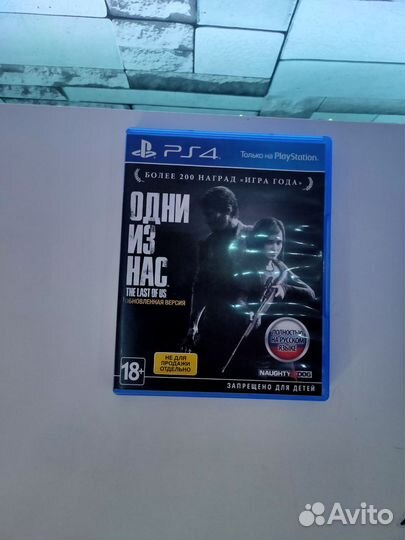 PS4
Только на PlayStation.
БОЛЕЕ 200 НАГРАД «ИГРА ГОДА»
ОДНИ
ИЗ
НАС
THE LAST OF US
ОБНОВЛЕННАЯ ВЕРСИЯ
ПОЛНОСТЬЮ
НА РУССКОМ
ЯЗЫКЕ
НЕ ДЛЯ
ПРОДАЖИ
ОТДЕЛЬНО
18+
NAUGHTY DOG
ЗАПРЕЩЕНО ДЛЯ ДЕТЕЙ
Avito